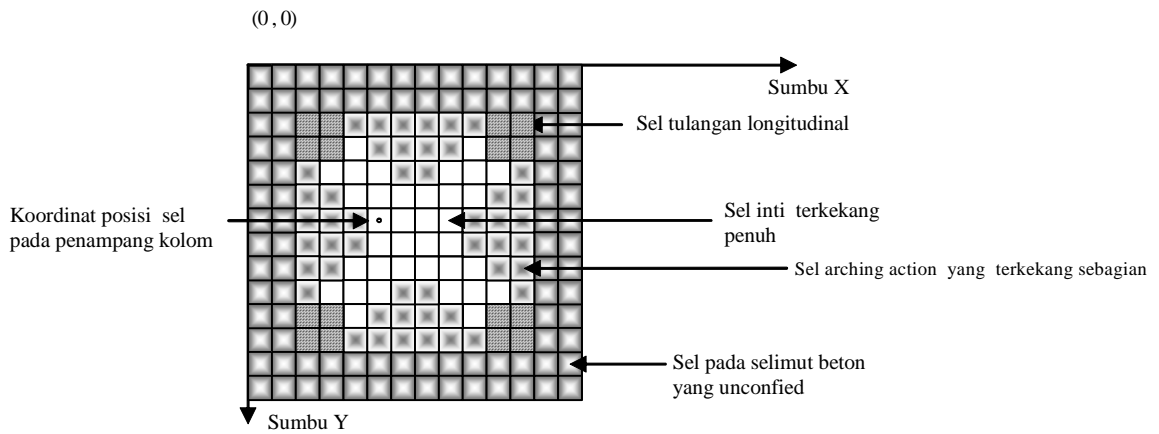 (0 , 0)
Sumbu X
Sel tulangan longitudinal
Koordinat posisi sel
pada penampang kolom
Sel inti terkekang
penuh
Sel arching action yang terkekang sebagian
Sel pada selimut beton
yang unconfied
Sumbu Y